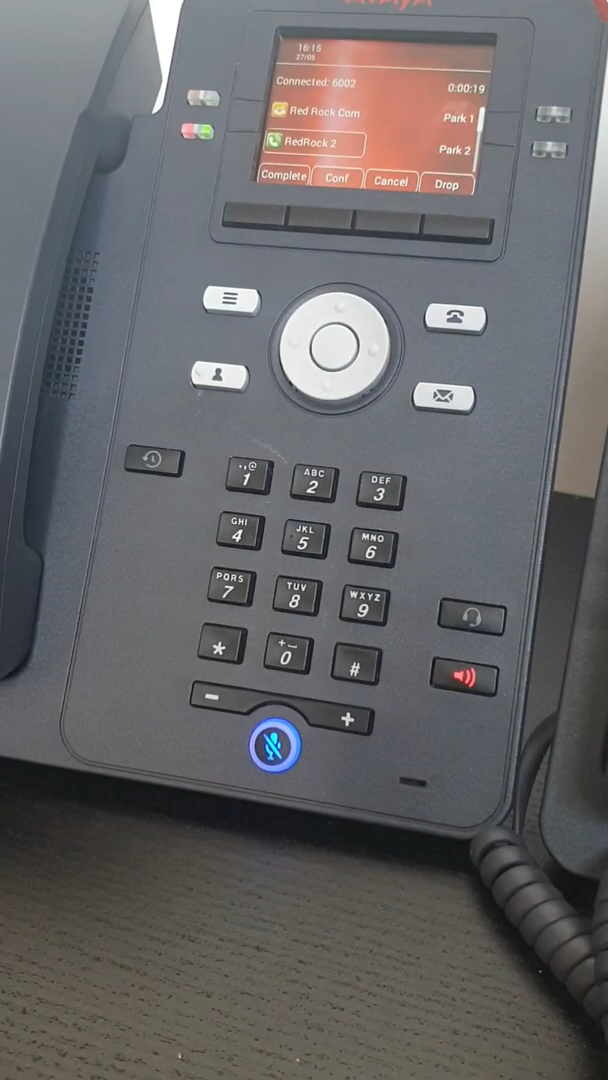 AVAYA
16:15
27/05
Connected: 6002 0:00:19
Red Rock Com Park 1
RedRock 2 Park 2
Complete Conf Cancel Drop
.,@ ABC DEF
1 2 3
GHI JKL MNO
4 5 6
PQRS TUV WXYZ
7 8 9
* 0 #
- +